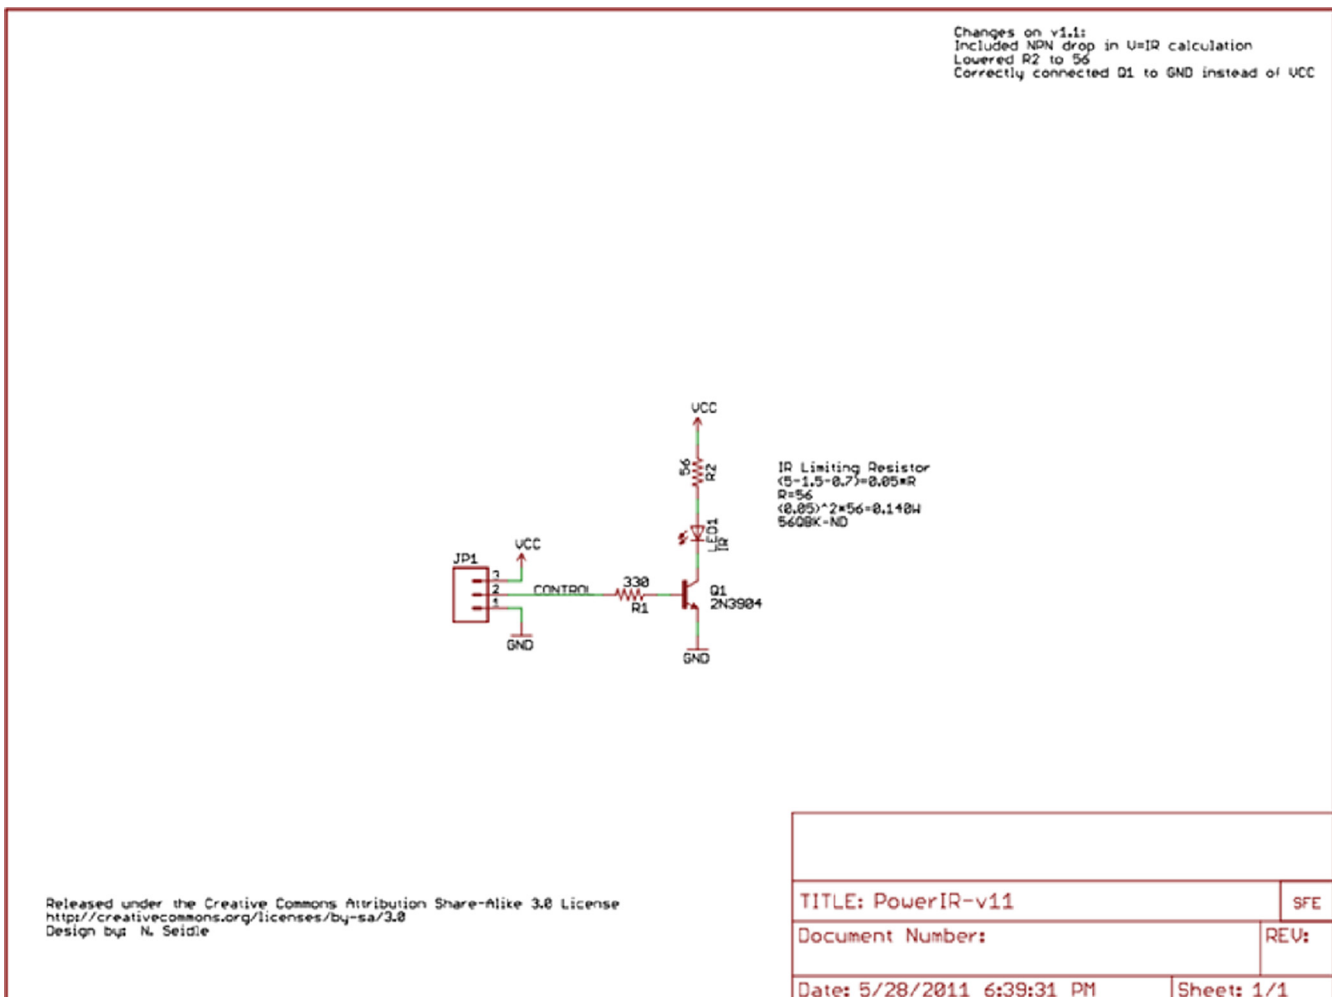 Changes on v1.1:
Included NPN drop in V=IR calculation
Lowered R2 to 56
Correctly connected Q1 to GND instead of VCC
VCC
56
R2
IR Limiting Resistor
(5-1.5-0.7)=0.05*R
R=56
(0.05)^2*56=0.140W
56QBK-ND
LED1
IR
VCC
JP1
3
2
1
CONTROL
330
R1
Q1
2N3904
GND
GND
Released under the Creative Commons Attribution Share-Alike 3.0 License
http://creativecommons.org/licenses/by-sa/3.0
Design by: N. Seidle
TITLE: PowerIR-v11
SFE
Document Number:
REV:
Date: 5/28/2011 6:39:31 PM
Sheet: 1/1